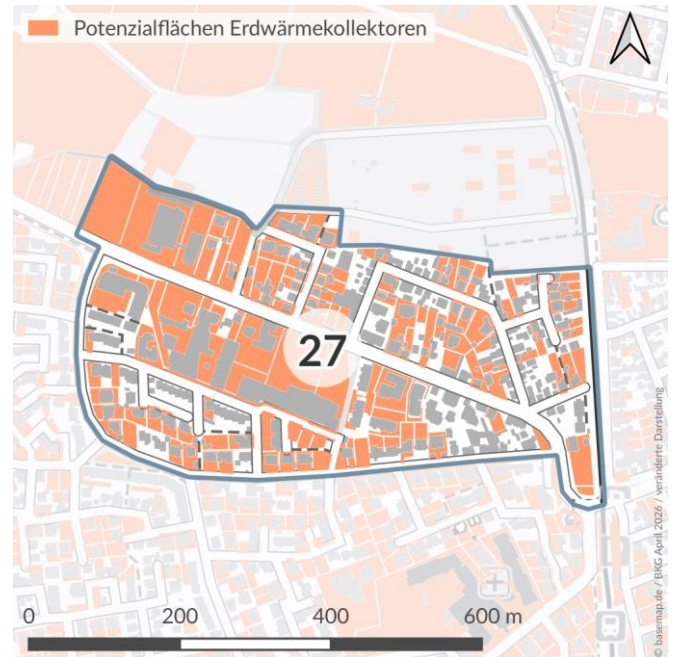 Potenzialflächen Erdwärmekollektoren
27
0 200 400 600 m
© basemap.de / BKG April 2026 / veränderte Darstellung